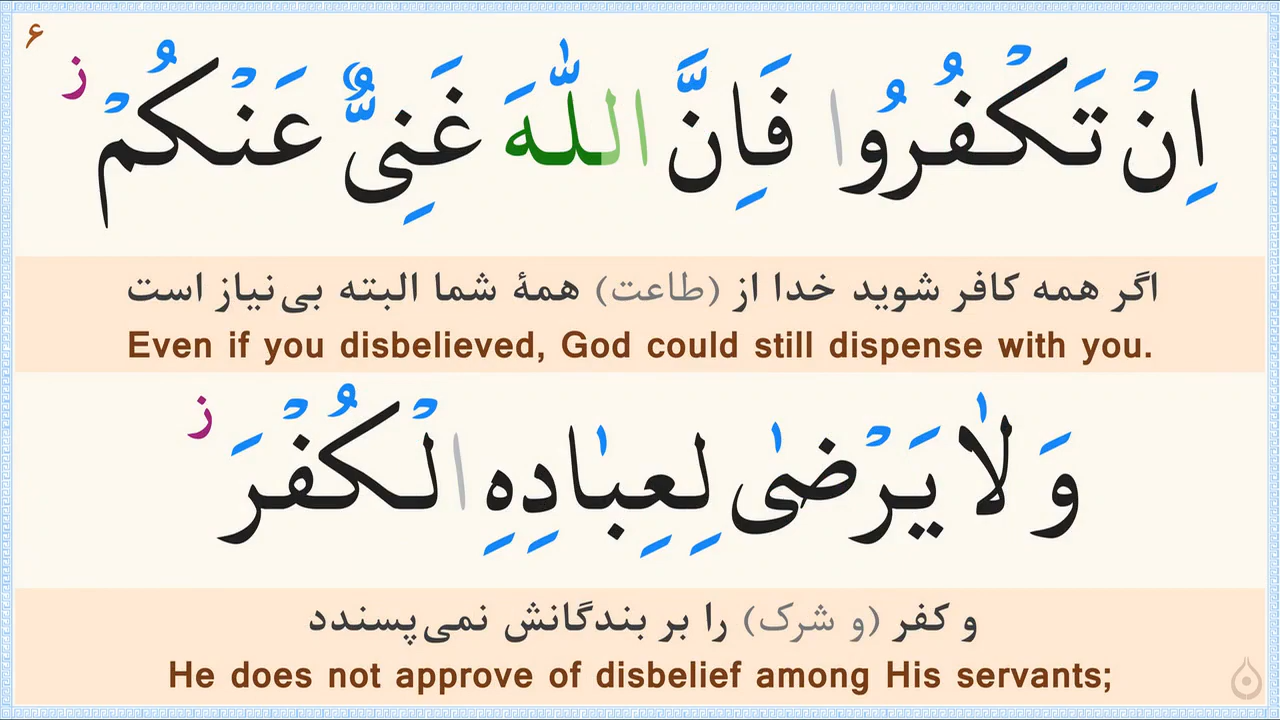 ۶
اِنْ تَكْفُرُوا فَاِنَّ اللّٰهَ غَنِىٌّ عَنْكُمْ ز
اگر همه کافر شوید خدا از (طاعت) همهٔ شما البته بی‌نیاز است
Even if you disbelieved, God could still dispense with you.
وَ لٰا يَرْضىٰ لِعِبٰادِهِ الْكُفْرَ ز
و کفر (و شرک) را بر بندگانش نمی‌پسندد
He does not approve of disbelief among His servants;